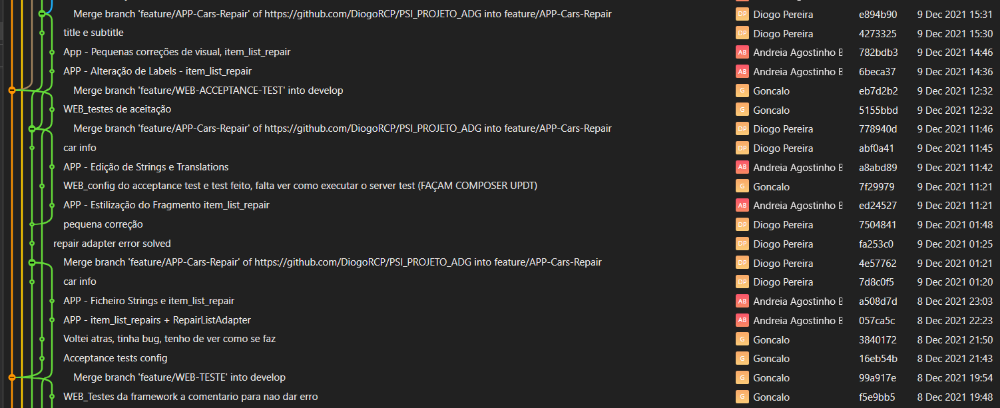 Merge branch 'feature/APP-Cars-Repair' of https://github.com/DiogoRCP/PSI_PROJETO_ADG into feature/APP-Cars-Repair DP Diogo Pereira e894b90 9 Dec 2021 15:31
title e subtitle DP Diogo Pereira 4273325 9 Dec 2021 15:30
App - Pequenas correções de visual, item_list_repair AB Andreia Agostinho B 782bdb3 9 Dec 2021 14:46
APP - Alteração de Labels - item_list_repair AB Andreia Agostinho B 6beca37 9 Dec 2021 14:36
Merge branch 'feature/WEB-ACCEPTANCE-TEST' into develop G Goncalo eb7d2b2 9 Dec 2021 12:32
WEB_testes de aceitação G Goncalo 5155bbd 9 Dec 2021 12:32
Merge branch 'feature/APP-Cars-Repair' of https://github.com/DiogoRCP/PSI_PROJETO_ADG into feature/APP-Cars-Repair DP Diogo Pereira 778940d 9 Dec 2021 11:46
car info DP Diogo Pereira abf0a41 9 Dec 2021 11:45
APP - Edição de Strings e Translations AB Andreia Agostinho B a8abd89 9 Dec 2021 11:42
WEB_config do acceptance test e test feito, falta ver como executar o server test (FAÇAM COMPOSER UPDT) G Goncalo 7f29979 9 Dec 2021 11:21
APP - Estilização do Fragmento item_list_repair AB Andreia Agostinho B ed24527 9 Dec 2021 11:21
pequena correção DP Diogo Pereira 7504841 9 Dec 2021 01:48
repair adapter error solved DP Diogo Pereira fa253c0 9 Dec 2021 01:25
Merge branch 'feature/APP-Cars-Repair' of https://github.com/DiogoRCP/PSI_PROJETO_ADG into feature/APP-Cars-Repair DP Diogo Pereira 4e57762 9 Dec 2021 01:21
car info DP Diogo Pereira 7d8c0f5 9 Dec 2021 01:20
APP - Ficheiro Strings e item_list_repair AB Andreia Agostinho B a508d7d 8 Dec 2021 23:03
APP - item_list_repairs + RepairListAdapter AB Andreia Agostinho B 057ca5c 8 Dec 2021 22:23
Voltei atras, tinha bug, tenho de ver como se faz G Goncalo 3840172 8 Dec 2021 21:50
Acceptance tests config G Goncalo 16eb54b 8 Dec 2021 21:43
Merge branch 'feature/WEB-TESTE' into develop G Goncalo 99a917e 8 Dec 2021 19:54
WEB_Testes da framework a comentario para nao dar erro G Goncalo f5e9bb5 8 Dec 2021 19:48